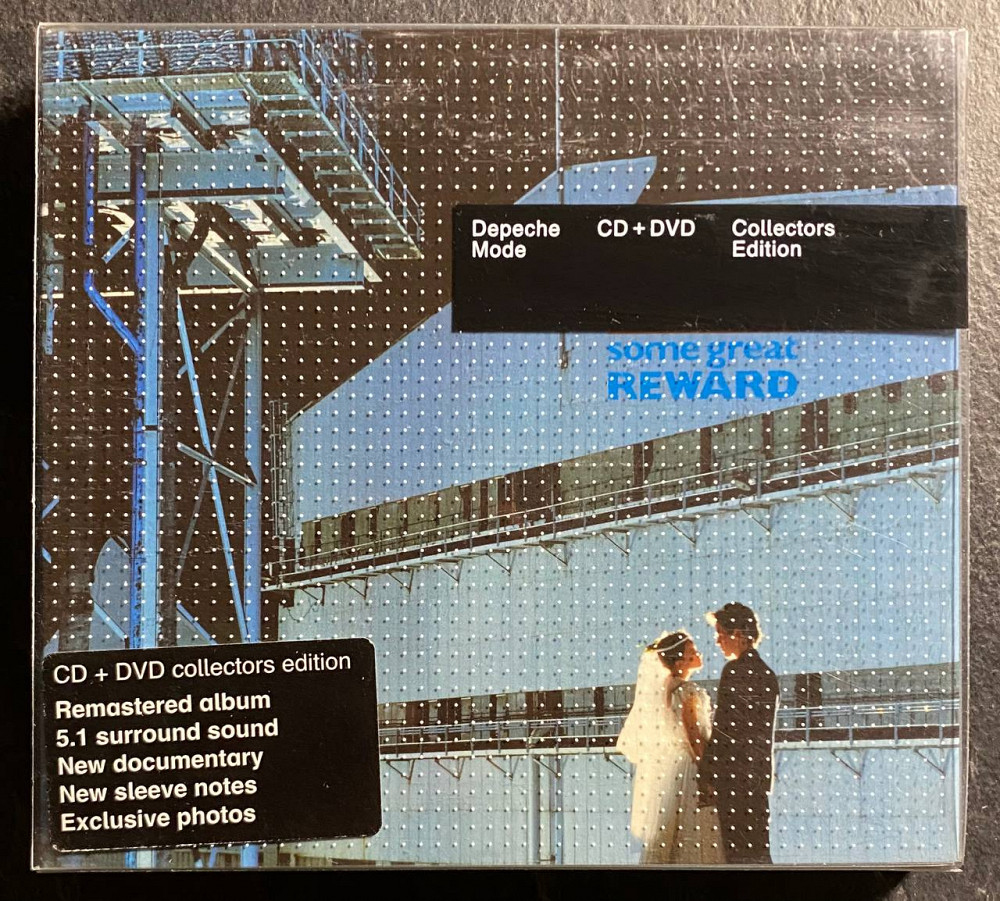 Depeche Mode
CD + DVD
Collectors Edition
some great
REWARD
CD + DVD collectors edition
Remastered album
5.1 surround sound
New documentary
New sleeve notes
Exclusive photos